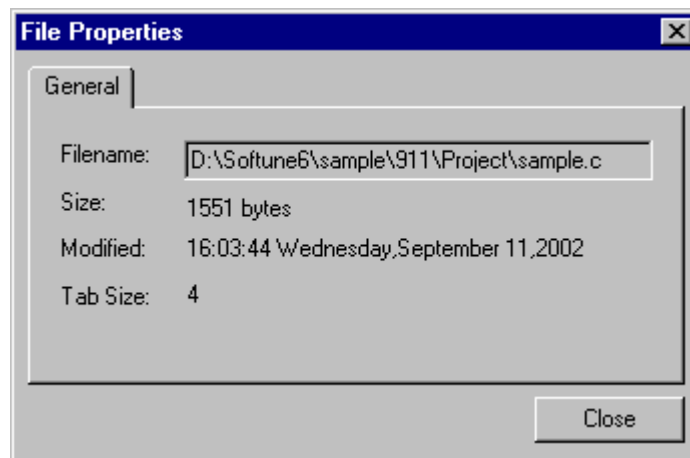 File Properties
General
Filename: D:\Softune6\sample\911\Project\sample.c
Size: 1551 bytes
Modified: 16:03:44 Wednesday,September 11,2002
Tab Size: 4
Close